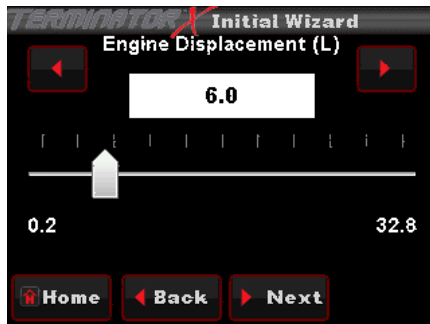 TERMINATOR X Initial Wizard
Engine Displacement (L)
6.0
0.2 32.8
Home Back Next